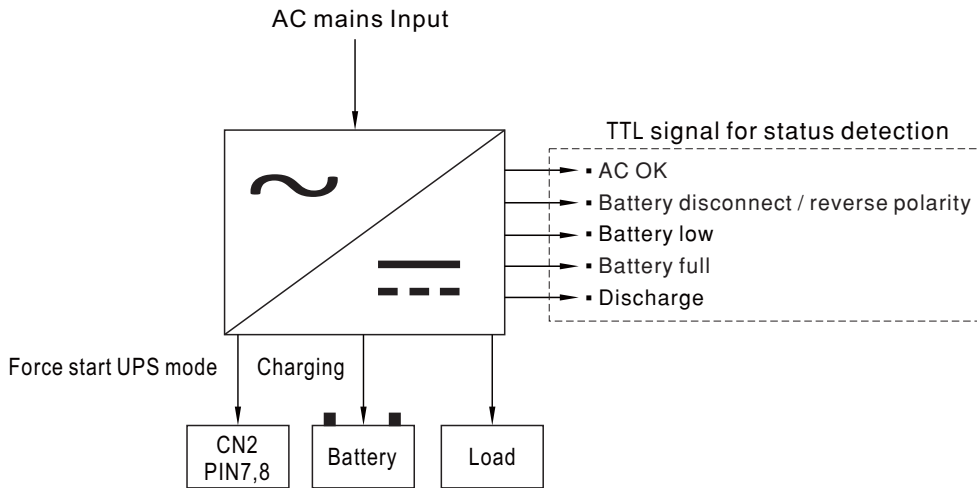 AC mains Input
TTL signal for status detection
▪ AC OK
▪ Battery disconnect / reverse polarity
▪ Battery low
▪ Battery full
▪ Discharge
Force start UPS mode
Charging
CN2
PIN7,8
Battery
Load